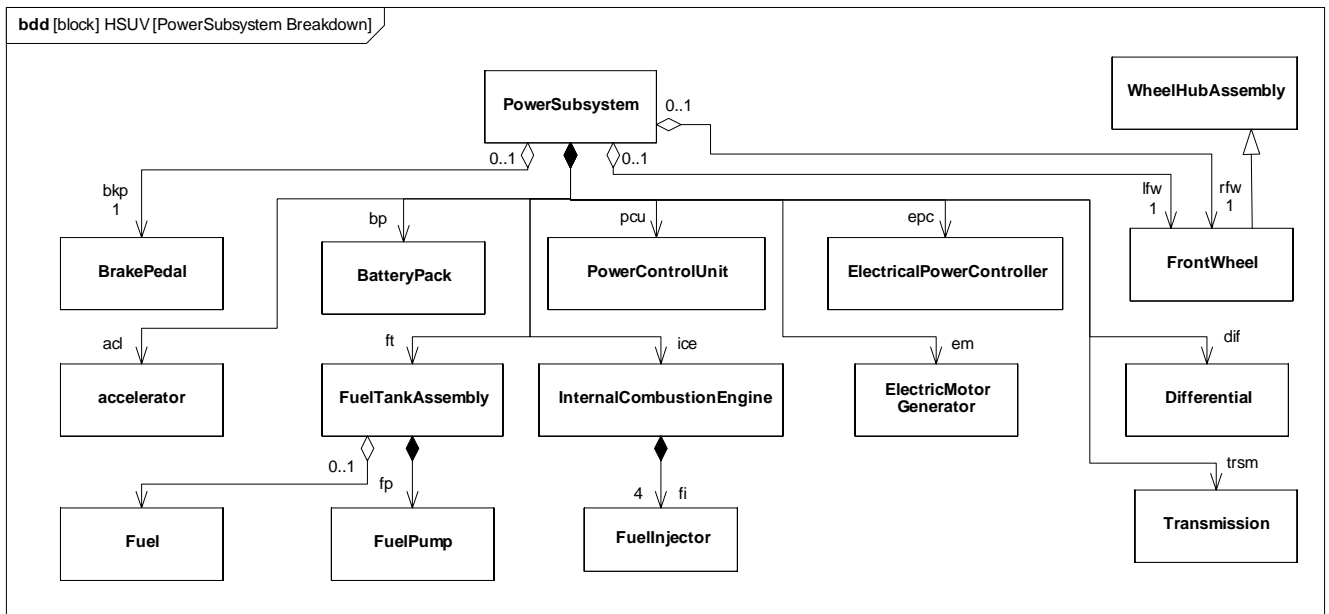 bdd [block] HSUV [PowerSubsystem Breakdown]
PowerSubsystem
0..1
WheelHubAssembly
0..1
0..1
bkp
1
bp
pcu
epc
lfw
1
rfw
1
BrakePedal
BatteryPack
PowerControlUnit
ElectricalPowerController
FrontWheel
acl
ft
ice
em
dif
accelerator
FuelTankAssembly
InternalCombustionEngine
ElectricMotor
Generator
Differential
0..1
fp
4
fi
trsm
Fuel
FuelPump
FuelInjector
Transmission